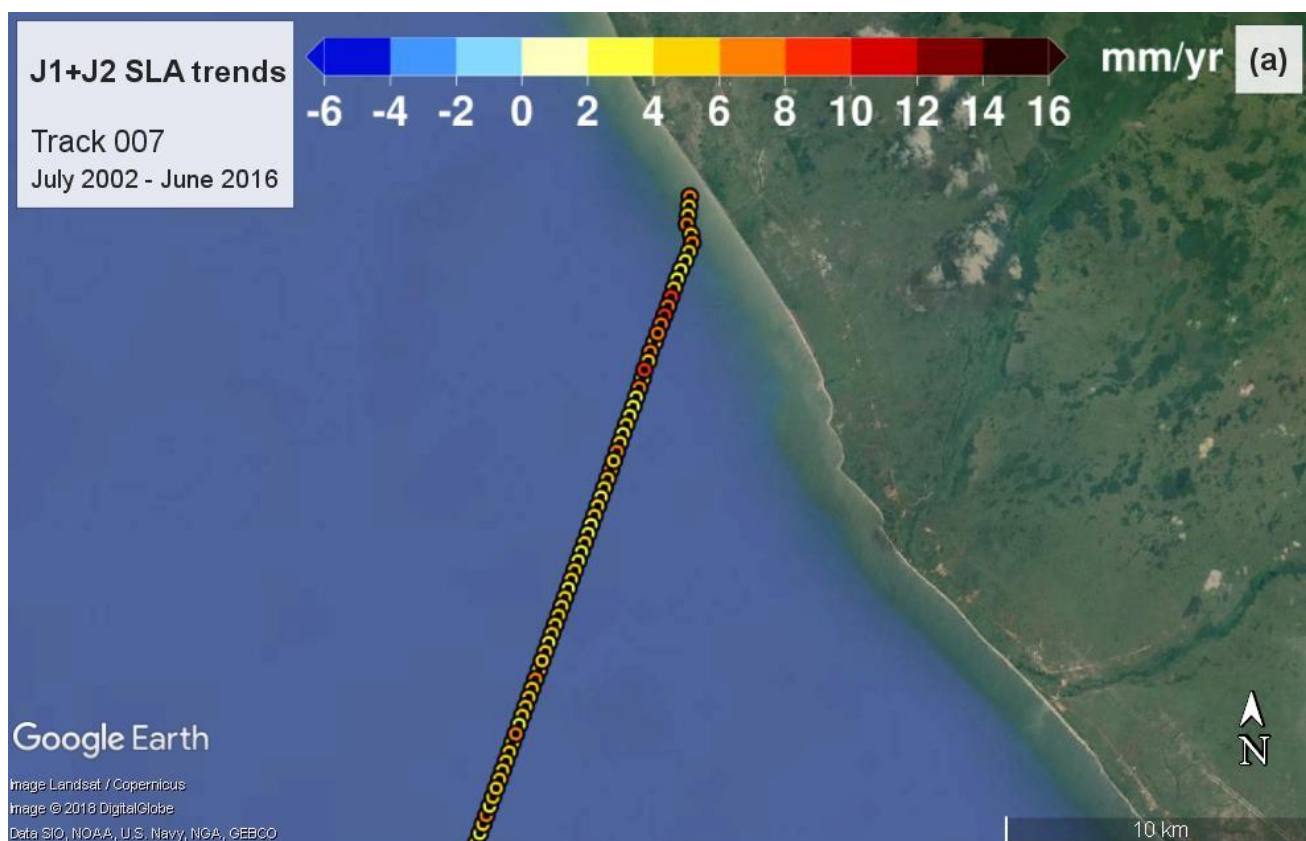 J1+J2 SLA trends
Track 007
July 2002 - June 2016
-6 -4 -2 0 2 4 6 8 10 12 14 16
mm/yr
(a)
Google Earth
Image Landsat / Copernicus
Image © 2018 DigitalGlobe
Data SIO, NOAA, U.S. Navy, NGA, GEBCO
N
10 km